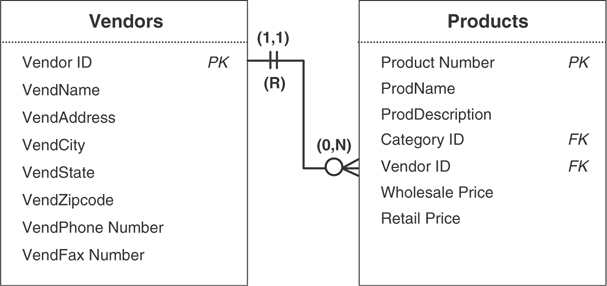 Vendors
Vendor ID PK
VendName
VendAddress
VendCity
VendState
VendZipcode
VendPhone Number
VendFax Number
(1,1)
(R)
(0,N)
Products
Product Number PK
ProdName
ProdDescription
Category ID FK
Vendor ID FK
Wholesale Price
Retail Price